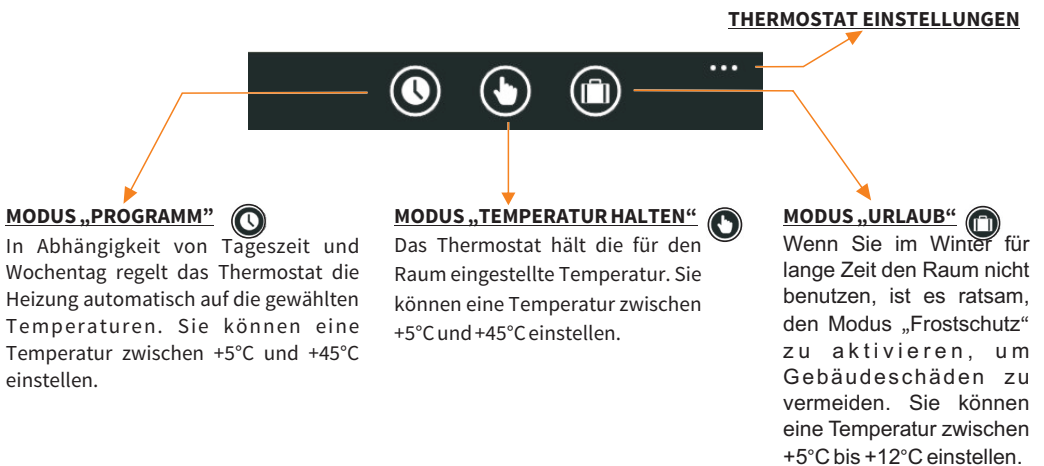 THERMOSTAT EINSTELLUNGEN
MODUS „PROGRAMM”
In Abhängigkeit von Tageszeit und
Wochentag regelt das Thermostat die
Heizung automatisch auf die gewählten
Temperaturen. Sie können eine
Temperatur zwischen +5°C und +45°C
einstellen.
MODUS „TEMPERATUR HALTEN“
Das Thermostat hält die für den
Raum eingestellte Temperatur. Sie
können eine Temperatur zwischen
+5°C und +45°C einstellen.
MODUS „URLAUB“
Wenn Sie im Winter für
lange Zeit den Raum nicht
benutzen, ist es ratsam,
den Modus „Frostschutz“
zu aktivieren, um
Gebäudeschäden zu
vermeiden. Sie können
eine Temperatur zwischen
+5°C bis +12°C einstellen.